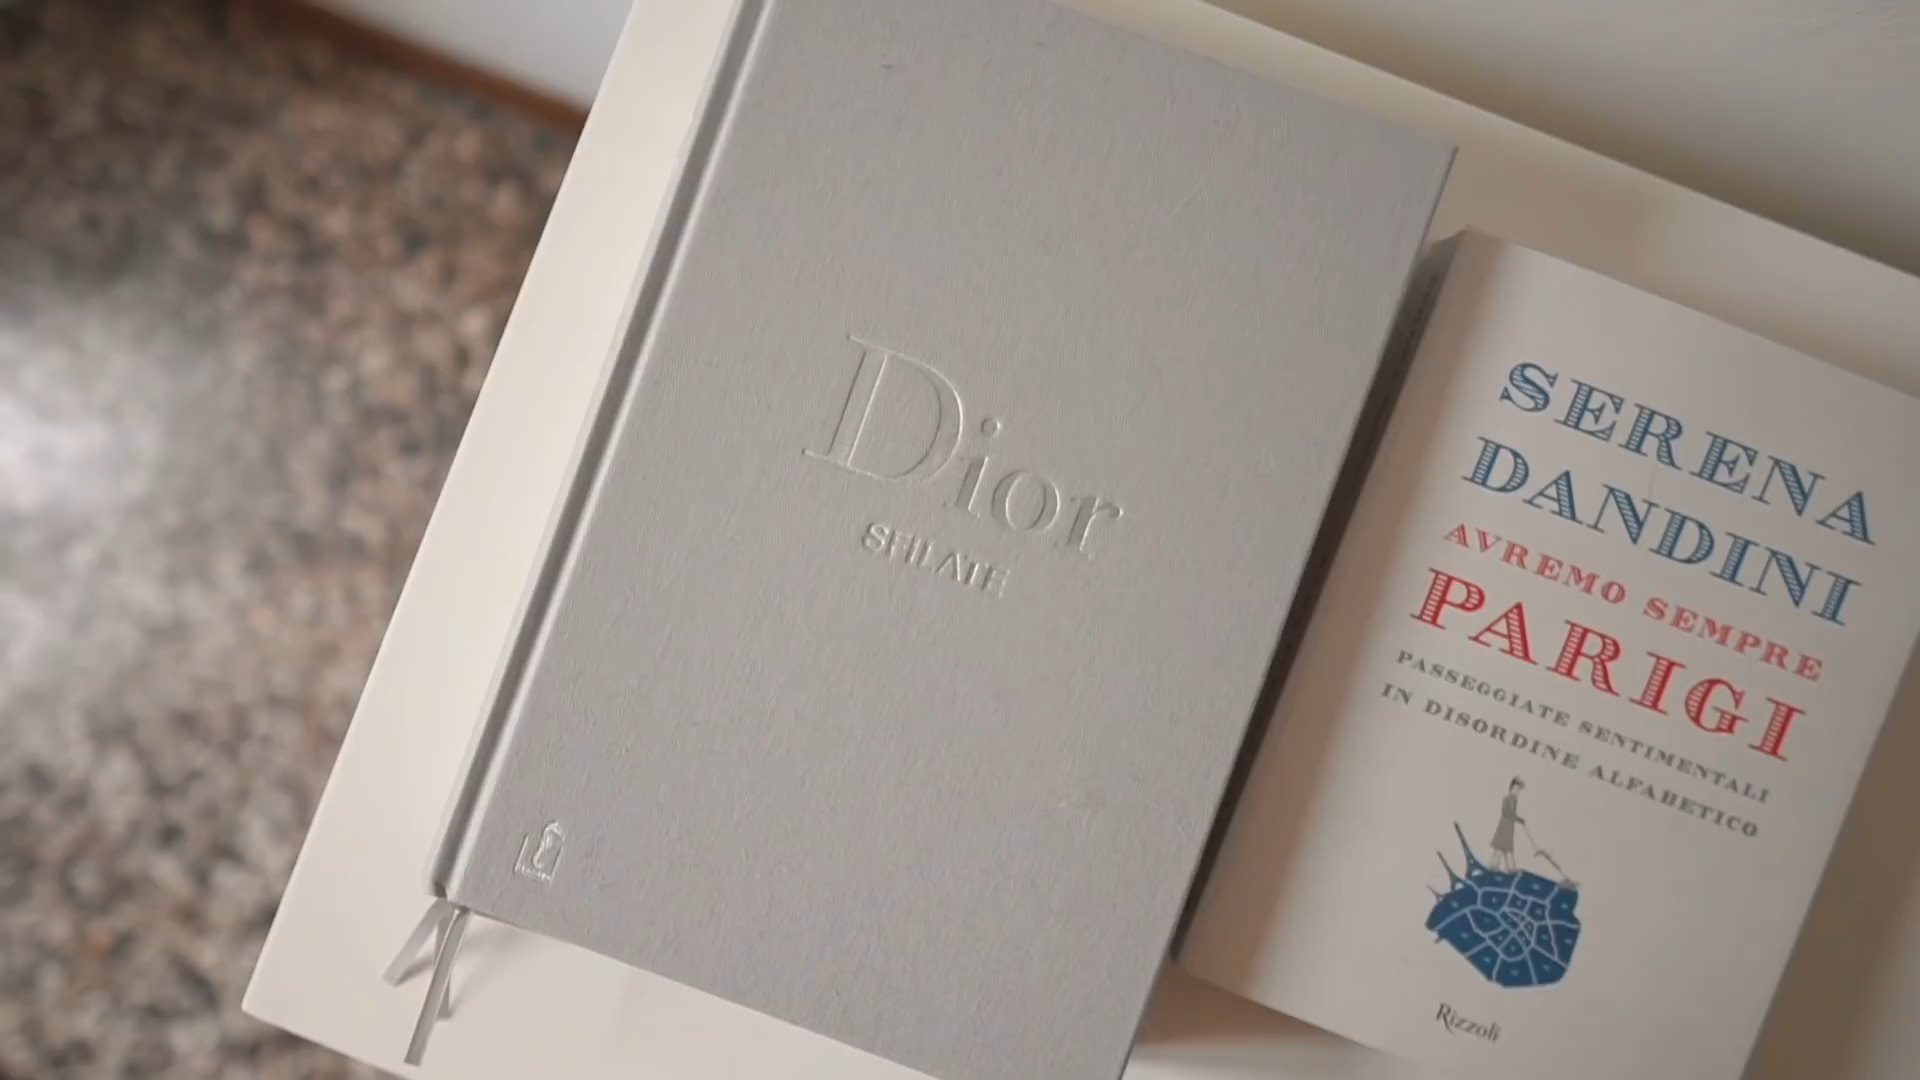 Dior
SFILATE
SERENA
DANDINI
AVREMO SEMPRE
PARIGI
PASSEGGIATE SENTIMENTALI
IN DISORDINE ALFABETICO
Rizzoli